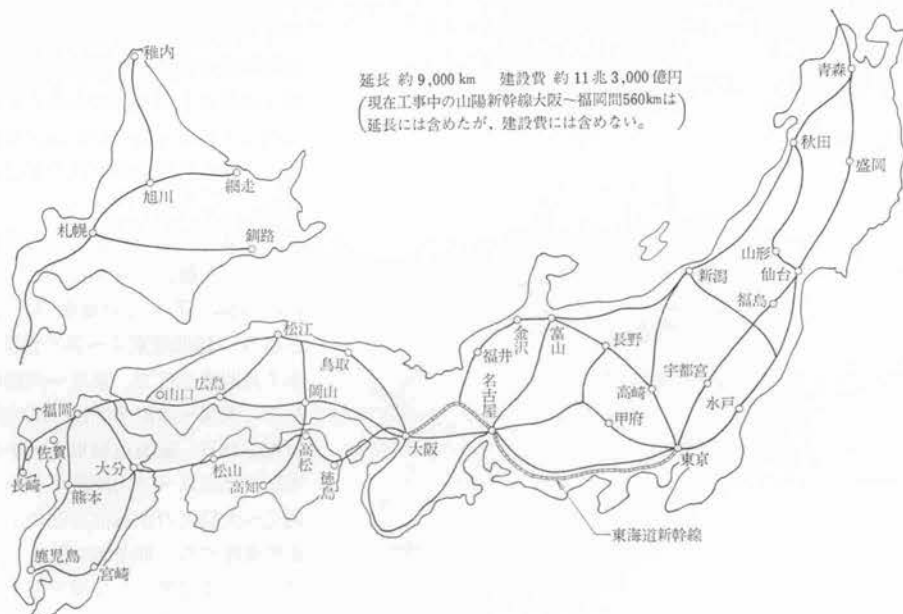 延長 約9,000km 建設費 約11兆3,000億円
(現在工事中の山陽新幹線大阪～福岡間560kmは
延長には含めたが、建設費には含めない。)
稚内
旭川
網走
札幌
釧路
青森
秋田
盛岡
山形
仙台
新潟
福島
金沢
富山
福井
長野
宇都宮
名古屋
高崎
水戸
甲府
東京
松江
鳥取
広島
岡山
山口
福岡
佐賀
大分
高松
大阪
松山
高知
徳島
長崎
熊本
鹿児島
宮崎
東海道新幹線